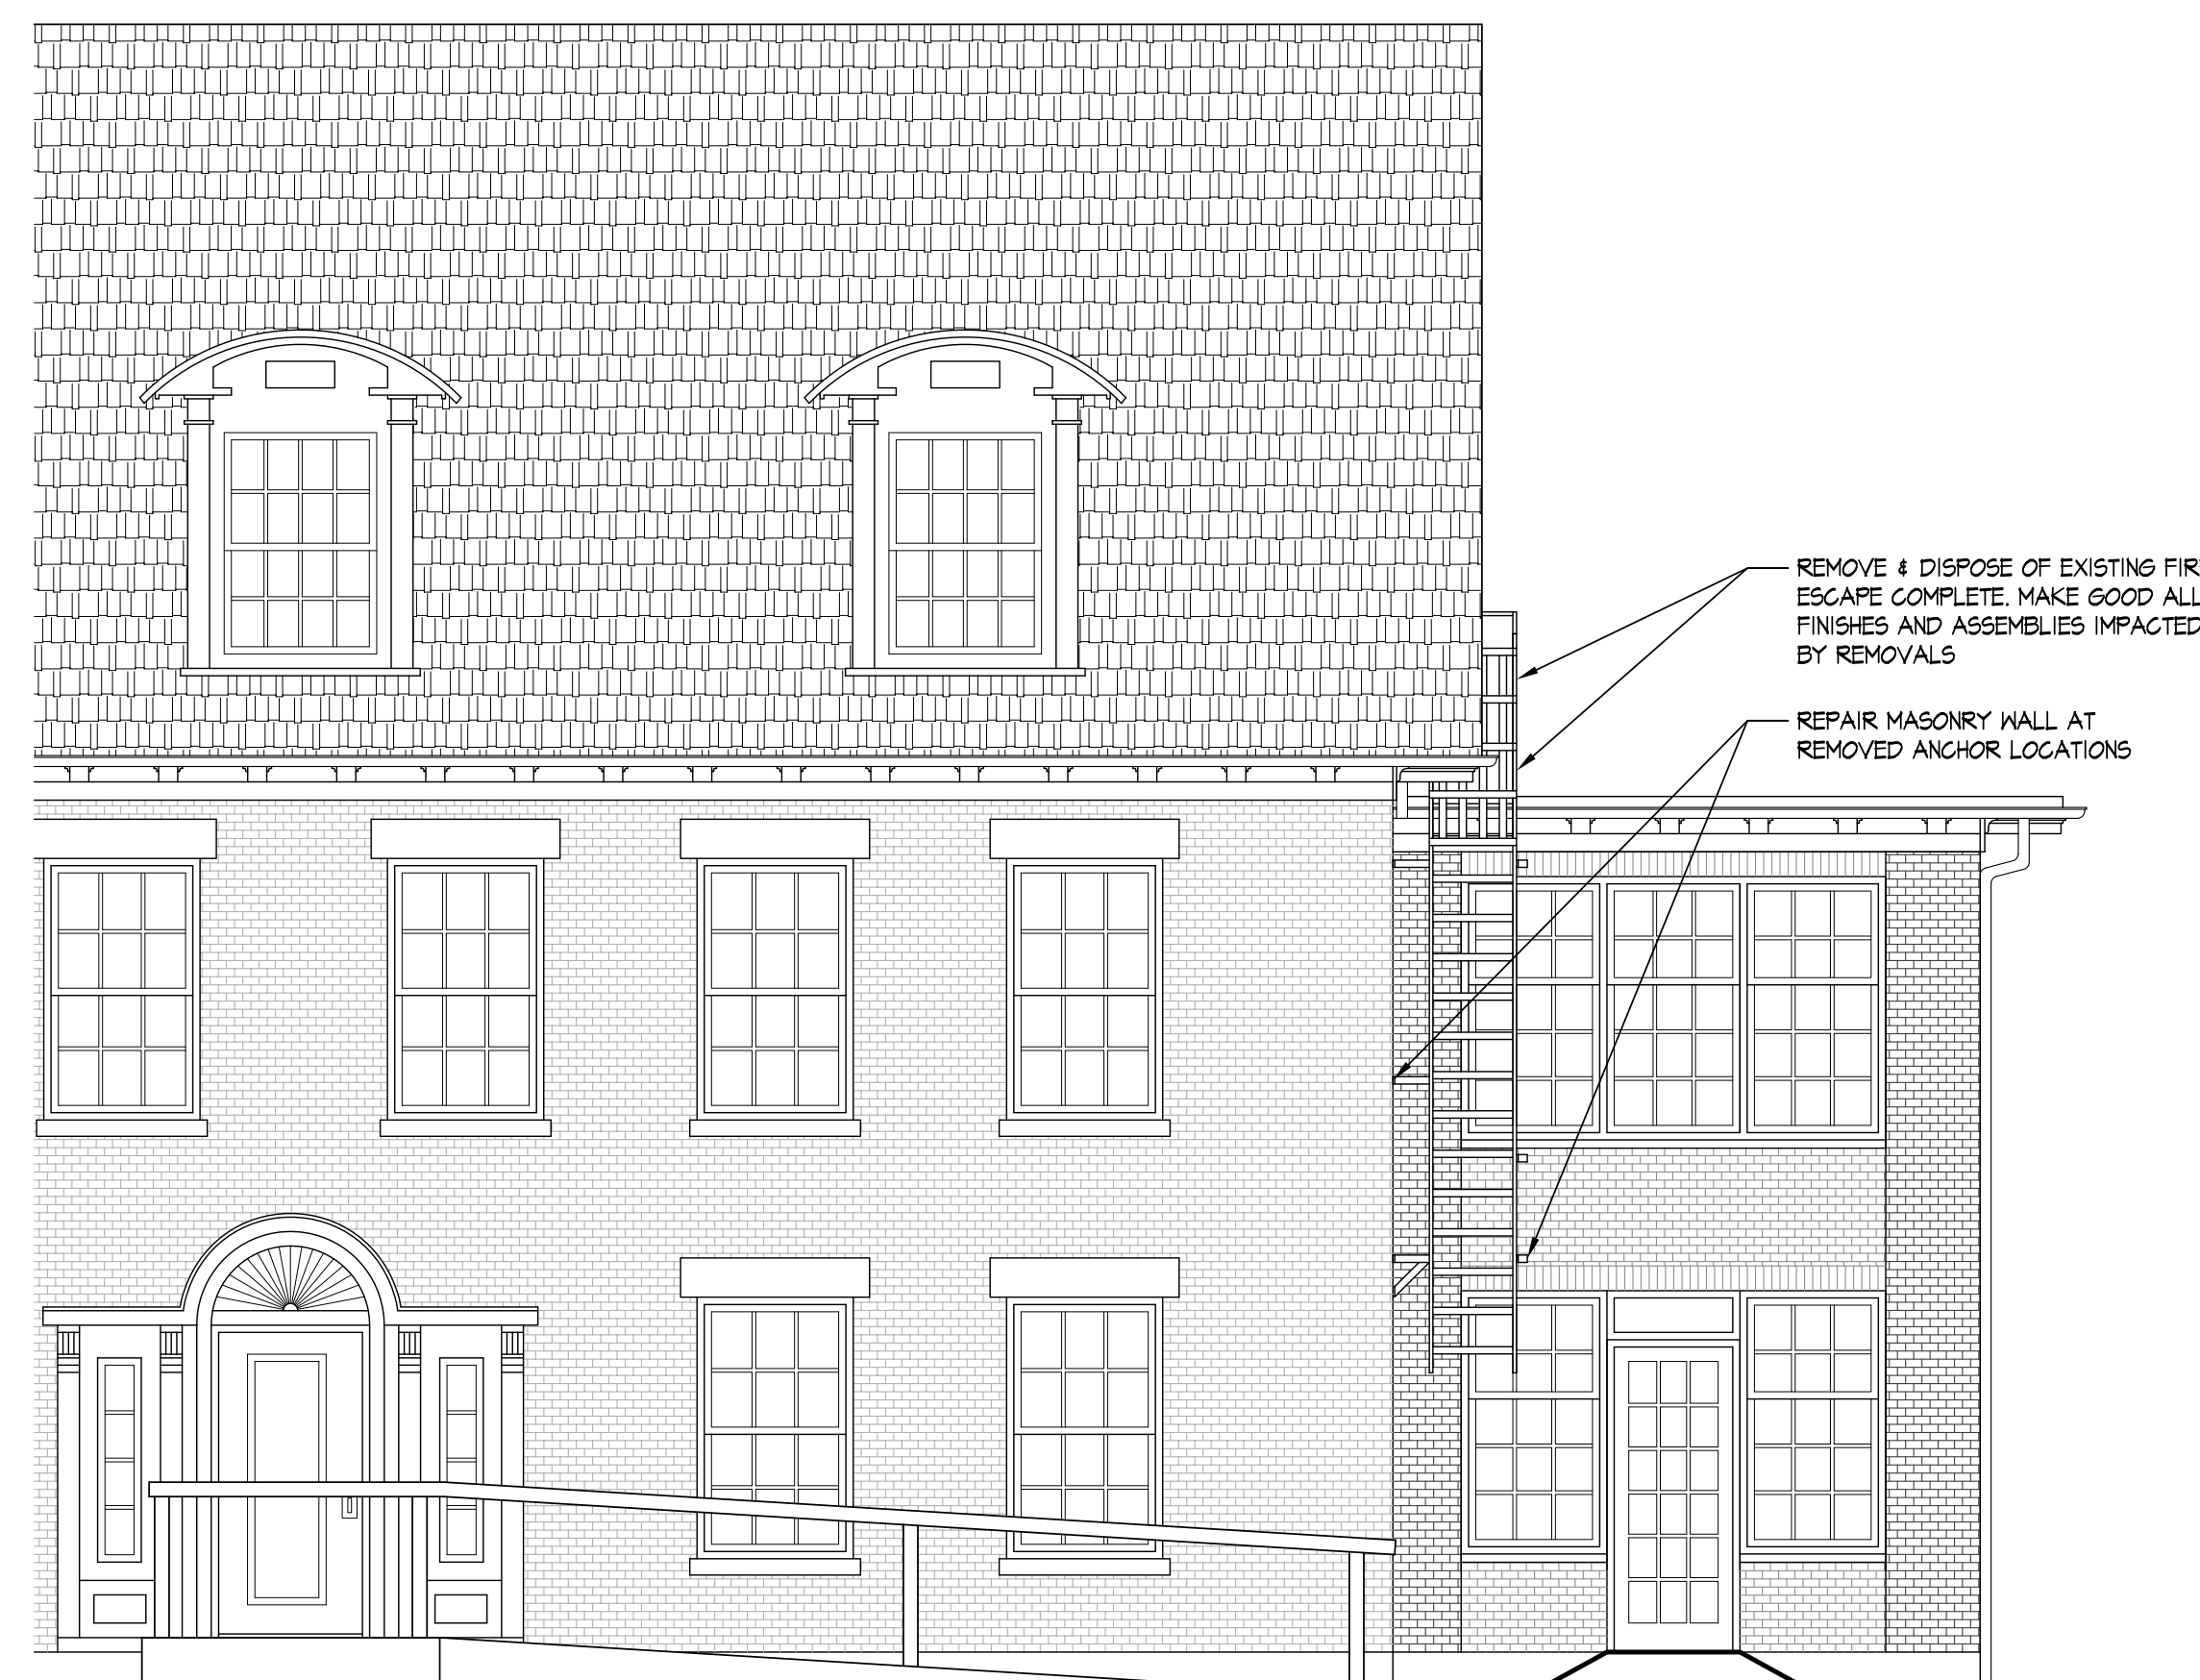 REMOVE & DISPOSE OF EXISTING FIRE
ESCAPE COMPLETE. MAKE GOOD ALL
FINISHES AND ASSEMBLIES IMPACTED
BY REMOVALS
REPAIR MASONRY WALL AT
REMOVED ANCHOR LOCATIONS